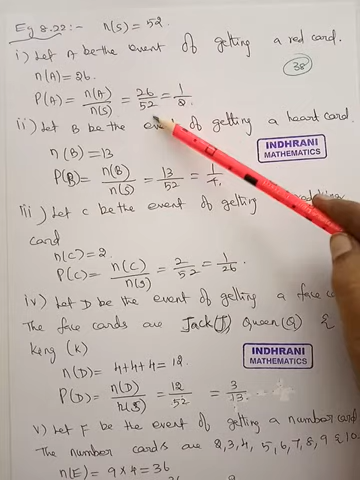 Eg 8.22:- n(S) = 52.
i) Let A be the event of getting a red card.
n(A) = 26.
38
P(A) = n(A)/n(S) = 26/52 = 1/2.
ii) Let B be the event of getting a heart card.
INDHRANI
MATHEMATICS
n(B) = 13
P(B) = n(B)/n(S) = 13/52 = 1/4.
iii) Let C be the event of getting king
card
n(C) = 2.
P(C) = n(C)/n(S) = 2/52 = 1/26.
iv) Let D be the event of getting a face
The face cards are Jack(J), Queen(Q) &
King (K)
INDHRANI
MATHEMATICS
n(D) = 4+4+4 = 12.
P(D) = n(D)/n(S) = 12/52 = 3/13.
v) Let F be the event of getting a number card
The number cards are 2,3,4, 5,6,7,8,9 & 10
n(E) = 9 x 4 = 36